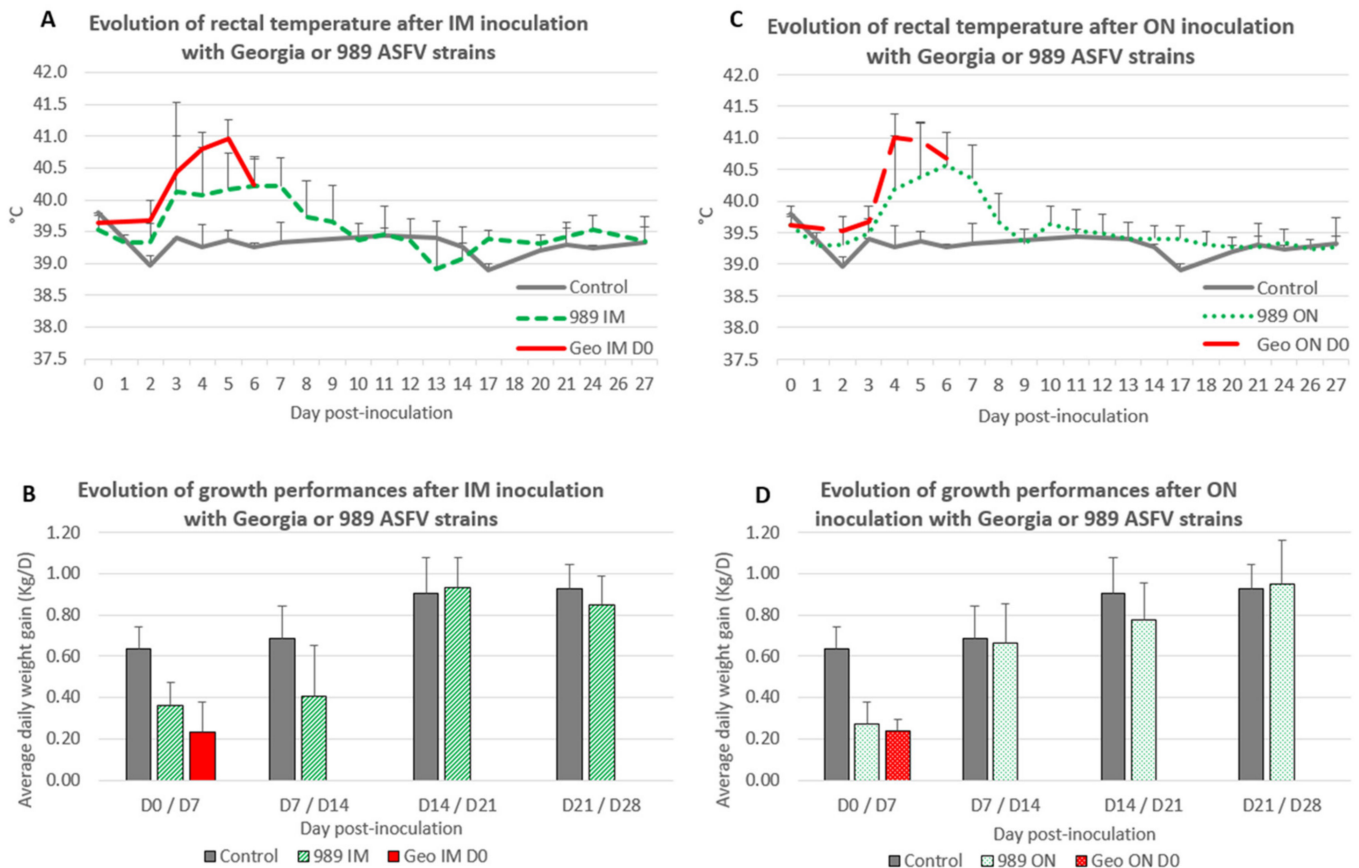 A
Evolution of rectal temperature after IM inoculation
with Georgia or 989 ASFV strains
42.0
41.5
41.0
40.5
40.0
39.5
39.0
38.5
38.0
37.5
°C
0 1 2 3 4 5 6 7 8 9 10 11 12 13 14 17 18 20 21 24 26 27
Day post-inoculation
Control
989 IM
Geo IM D0
C
Evolution of rectal temperature after ON inoculation
with Georgia or 989 ASFV strains
42.0
41.5
41.0
40.5
40.0
39.5
39.0
38.5
38.0
37.5
°C
0 1 2 3 4 5 6 7 8 9 10 11 12 13 14 17 18 20 21 24 26 27
Day post-inoculation
Control
989 ON
Geo ON D0
B
Evolution of growth performances after IM inoculation
with Georgia or 989 ASFV strains
Average daily weight gain (Kg/D)
1.20
1.00
0.80
0.60
0.40
0.20
0.00
D0 / D7 D7 / D14 D14 / D21 D21 / D28
Day post-inoculation
Control 989 IM Geo IM D0
D
Evolution of growth performances after ON
inoculation with Georgia or 989 ASFV strains
Average daily weight gain (Kg/D)
1.20
1.00
0.80
0.60
0.40
0.20
0.00
D0 / D7 D7 / D14 D14 / D21 D21 / D28
Day post-inoculation
Control 989 ON Geo ON D0